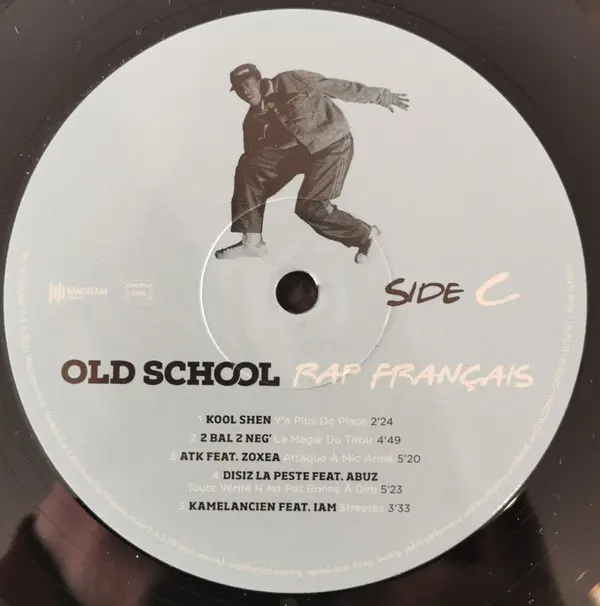 SIDE C
OLD SCHOOL RAP FRANÇAIS
1 KOOL SHEN Y'a Plus De Place 2'24
2 2 BAL 2 NEG' La Magie Du Tiroir 4'49
3 ATK FEAT. ZOXEA Attaque À Mic Armé 5'20
4 DISIZ LA PESTE FEAT. ABUZ
Toute Vérité N'est Pas Bonne À Dire 5'23
5 KAMELANCIEN FEAT. IAM Stresses 3'33